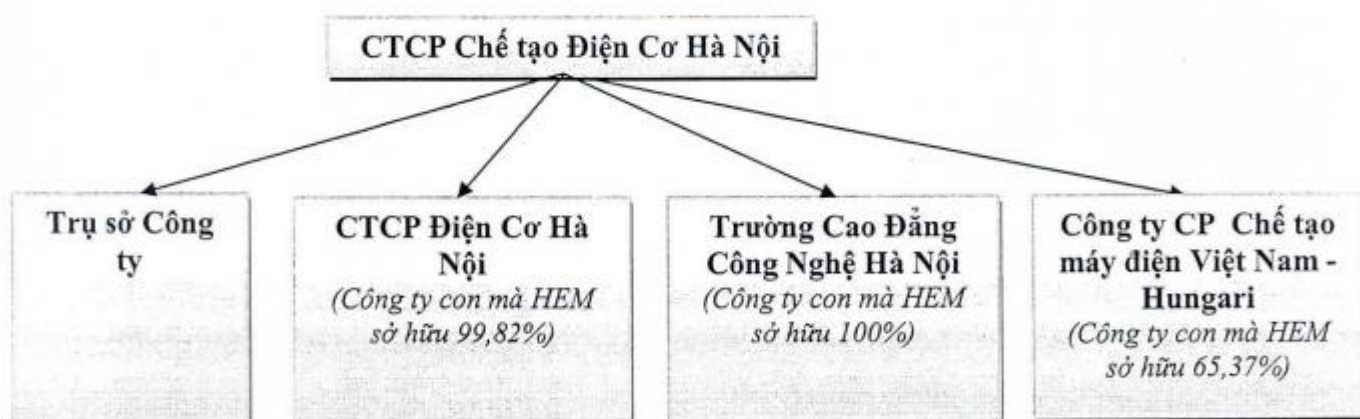 CTCP Chế tạo Điện Cơ Hà Nội
Trụ sở Công
ty
CTCP Điện Cơ Hà
Nội
(Công ty con mà HEM
sở hữu 99,82%)
Trường Cao Đẳng
Công Nghệ Hà Nội
(Công ty con mà HEM
sở hữu 100%)
Công ty CP Chế tạo
máy điện Việt Nam -
Hungari
(Công ty con mà HEM
sở hữu 65,37%)